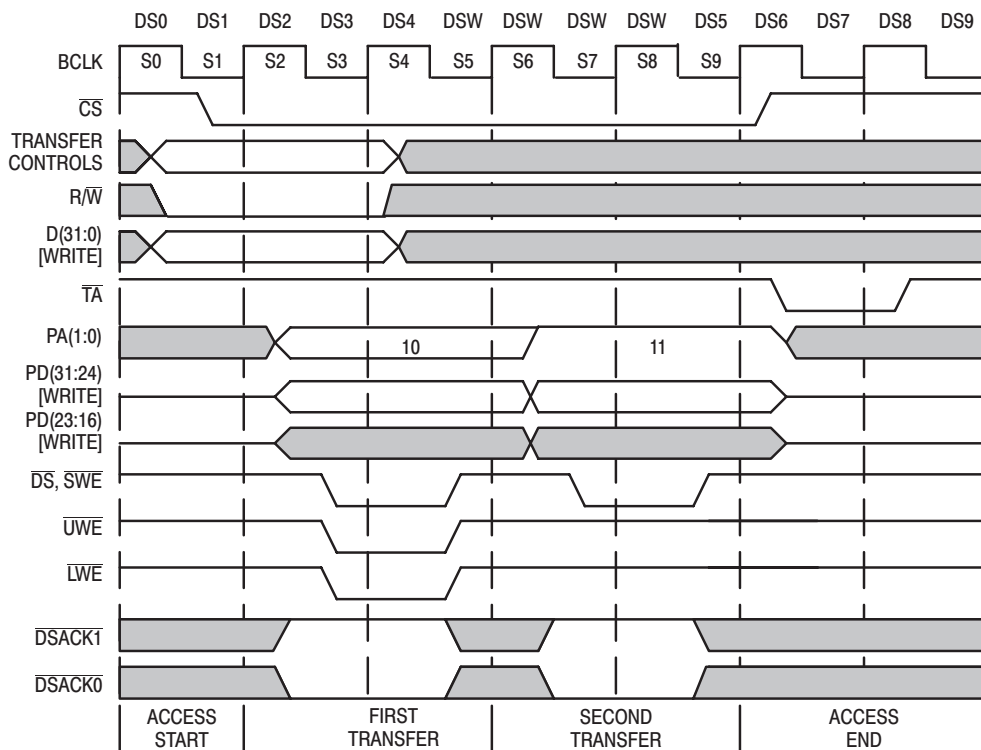 DS0 DS1 DS2 DS3 DS4 DSW DSW DSW DSW DS5 DS6 DS7 DS8 DS9
BCLK S0 S1 S2 S3 S4 S5 S6 S7 S8 S9
CS
TRANSFER
CONTROLS
R/W
D(31:0)
[WRITE]
TA
PA(1:0) 10 11
PD(31:24)
[WRITE]
PD(23:16)
[WRITE]
DS, SWE
UWE
LWE
DSACK1
DSACK0
ACCESS
START
FIRST
TRANSFER
SECOND
TRANSFER
ACCESS
END